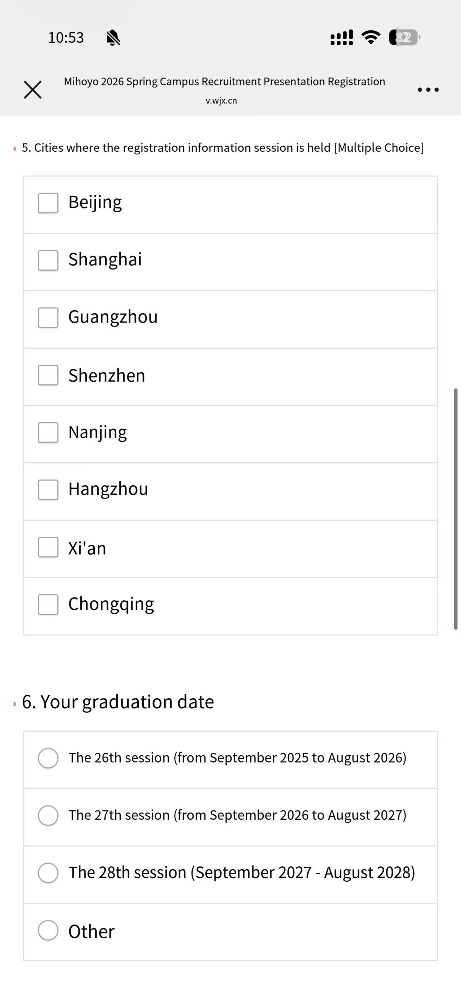 10:53
32
Mihoyo 2026 Spring Campus Recruitment Presentation Registration
v.wjx.cn
5. Cities where the registration information session is held [Multiple Choice]
Beijing
Shanghai
Guangzhou
Shenzhen
Nanjing
Hangzhou
Xi'an
Chongqing
6. Your graduation date
The 26th session (from September 2025 to August 2026)
The 27th session (from September 2026 to August 2027)
The 28th session (September 2027 - August 2028)
Other